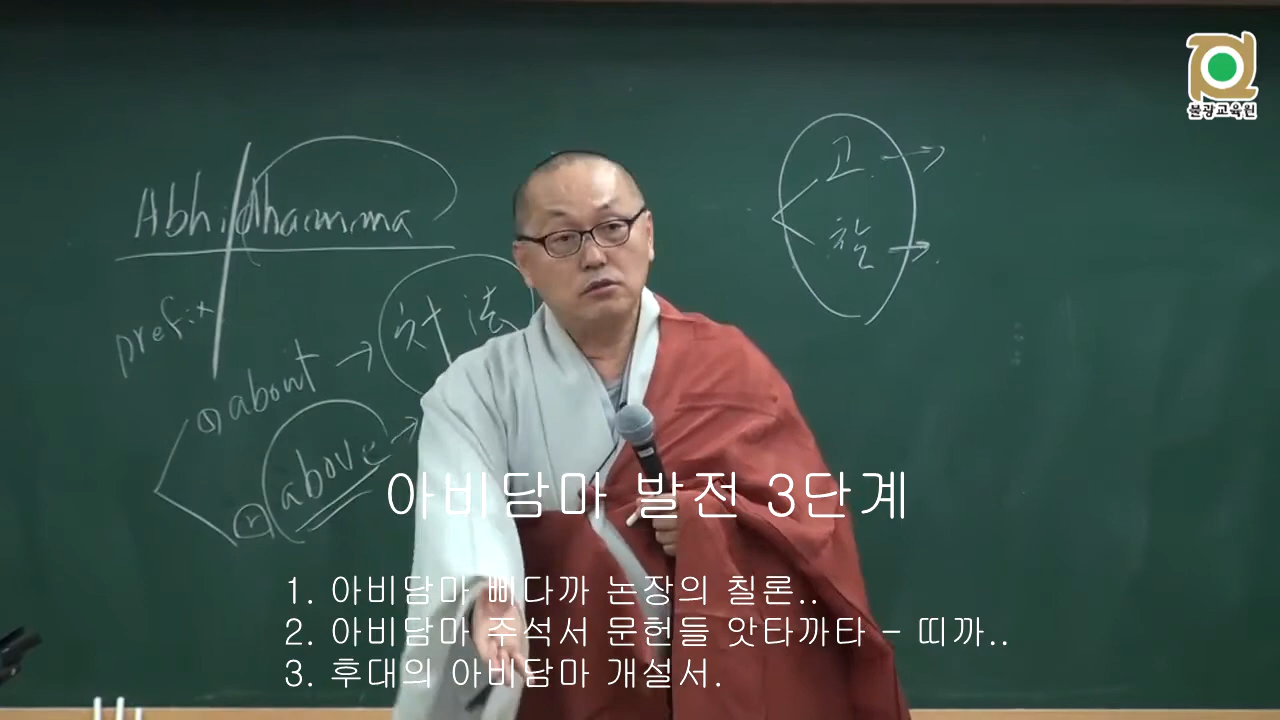 문광교육원
Abhidhamma
prefix
① about → 對法
② above →
고 →
락 →
아비담마 발전 3단계
1. 아비담마 삐다까 논장의 칠론..
2. 아비담마 주석서 문헌들 앗타까타 - 띠까..
3. 후대의 아비담마 개설서.